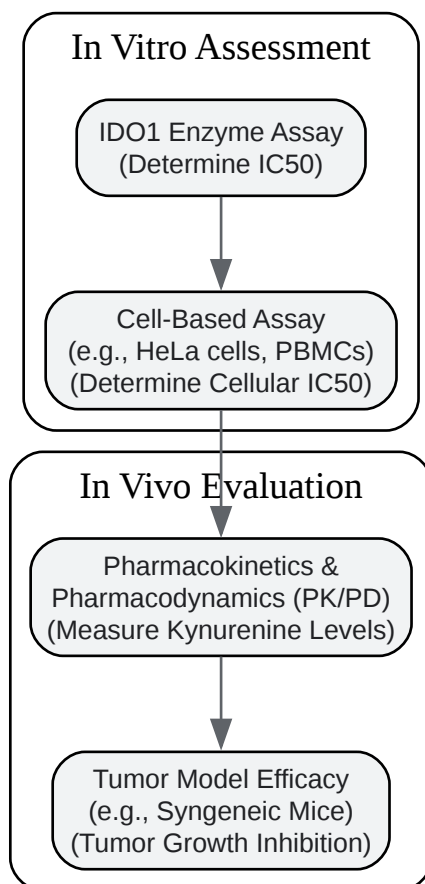 In Vitro Assessment
IDO1 Enzyme Assay
(Determine IC50)
Cell-Based Assay
(e.g., HeLa cells, PBMCs)
(Determine Cellular IC50)
In Vivo Evaluation
Pharmacokinetics &
Pharmacodynamics (PK/PD)
(Measure Kynurenine Levels)
Tumor Model Efficacy
(e.g., Syngeneic Mice)
(Tumor Growth Inhibition)